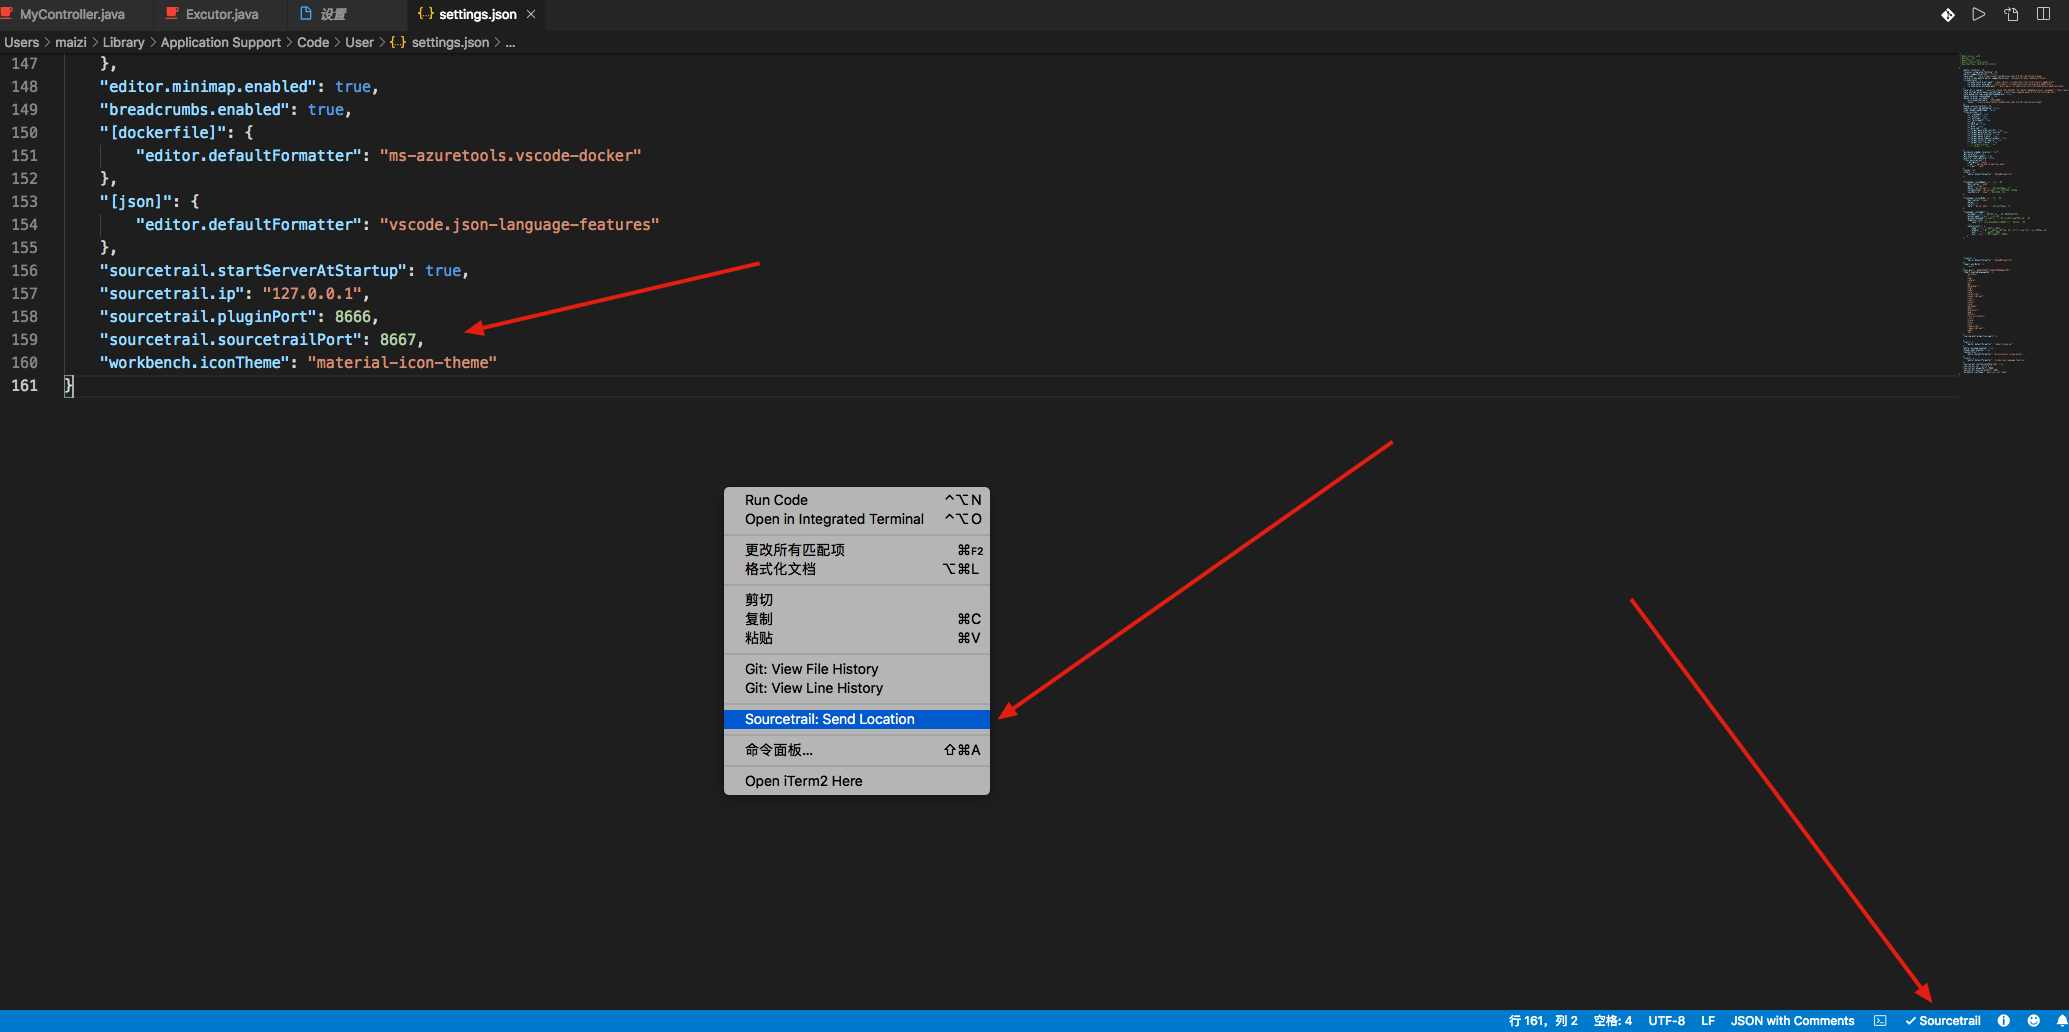 MyController.java Excutor.java 设置 settings.json
Users > maizi > Library > Application Support > Code > User > {..} settings.json > ...
147 },
148 "editor.minimap.enabled": true,
149 "breadcrumbs.enabled": true,
150 "[dockerfile]": {
151 "editor.defaultFormatter": "ms-azuretools.vscode-docker"
152 },
153 "[json]": {
154 "editor.defaultFormatter": "vscode.json-language-features"
155 },
156 "sourcetrail.startServerAtStartup": true,
157 "sourcetrail.ip": "127.0.0.1",
158 "sourcetrail.pluginPort": 8666,
159 "sourcetrail.sourcetrailPort": 8667,
160 "workbench.iconTheme": "material-icon-theme"
161 }
Run Code ^⌥N
Open in Integrated Terminal ^⌥O
更改所有匹配项 ⌘F2
格式化文档 ⌥⌘L
剪切
复制 ⌘C
粘贴 ⌘V
Git: View File History
Git: View Line History
Sourcetrail: Send Location
命令面板... ⇧⌘A
Open iTerm2 Here
行 161，列 2 空格: 4 UTF-8 LF JSON with Comments ✓ Sourcetrail